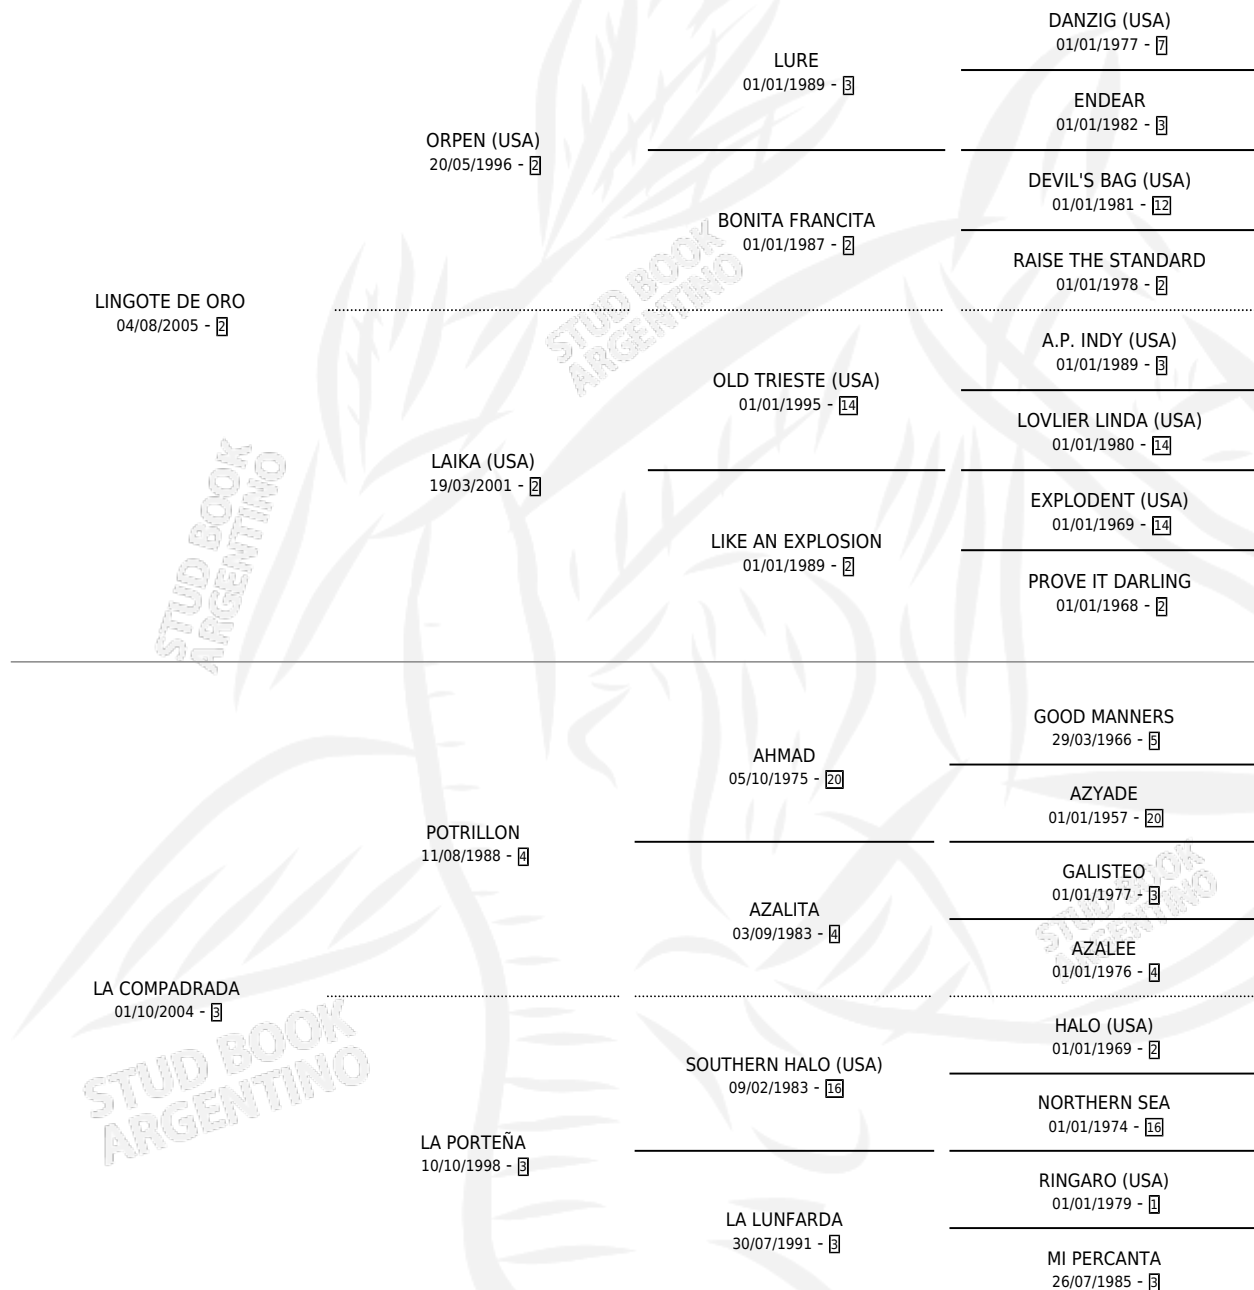 DANZIG (USA)
01/01/1977 - 7
LURE
01/01/1989 - 3
ENDEAR
01/01/1982 - 3
ORPEN (USA)
20/05/1996 - 2
DEVIL'S BAG (USA)
01/01/1981 - 12
BONITA FRANCITA
01/01/1987 - 2
RAISE THE STANDARD
01/01/1978 - 2
LINGOTE DE ORO
04/08/2005 - 2
STUD BOOK
ARGENTINO
A.P. INDY (USA)
01/01/1989 - 3
OLD TRIESTE (USA)
01/01/1995 - 14
LOVLIER LINDA (USA)
01/01/1980 - 14
LAIKA (USA)
19/03/2001 - 2
EXPLODENT (USA)
01/01/1969 - 14
LIKE AN EXPLOSION
01/01/1989 - 2
PROVE IT DARLING
01/01/1968 - 2
STUD BOOK
ARGENTINO
GOOD MANNERS
29/03/1966 - 5
AHMAD
05/10/1975 - 20
AZYADE
01/01/1957 - 20
POTRILLON
11/08/1988 - 4
GALISTEO
01/01/1977 - 3
AZALITA
03/09/1983 - 4
STUD BOOK
ARGENTINO
AZALEE
01/01/1976 - 4
LA COMPADRADA
01/10/2004 - 3
HALO (USA)
01/01/1969 - 2
SOUTHERN HALO (USA)
09/02/1983 - 16
NORTHERN SEA
01/01/1974 - 16
STUD BOOK
ARGENTINO
LA PORTEÑA
10/10/1998 - 3
RINGARO (USA)
01/01/1979 - 1
LA LUNFARDA
30/07/1991 - 3
MI PERCANTA
26/07/1985 - 3